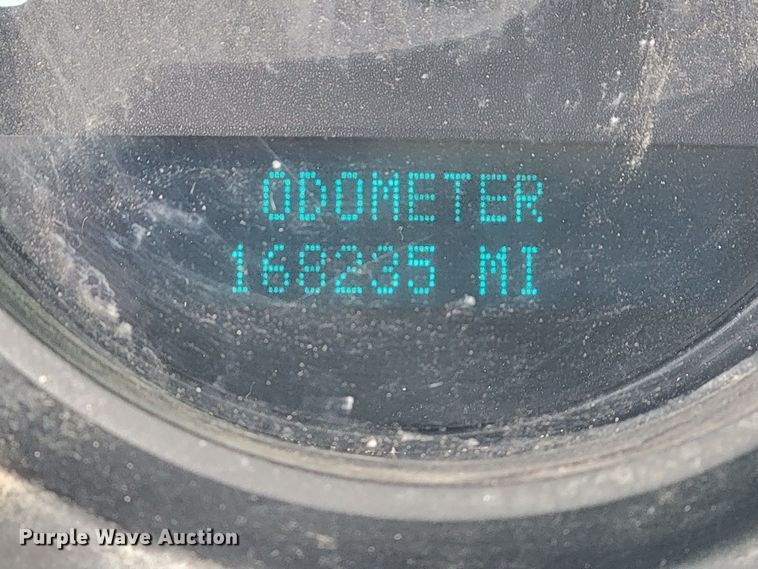 ODOMETER
168235 MI
Purple Wave Auction